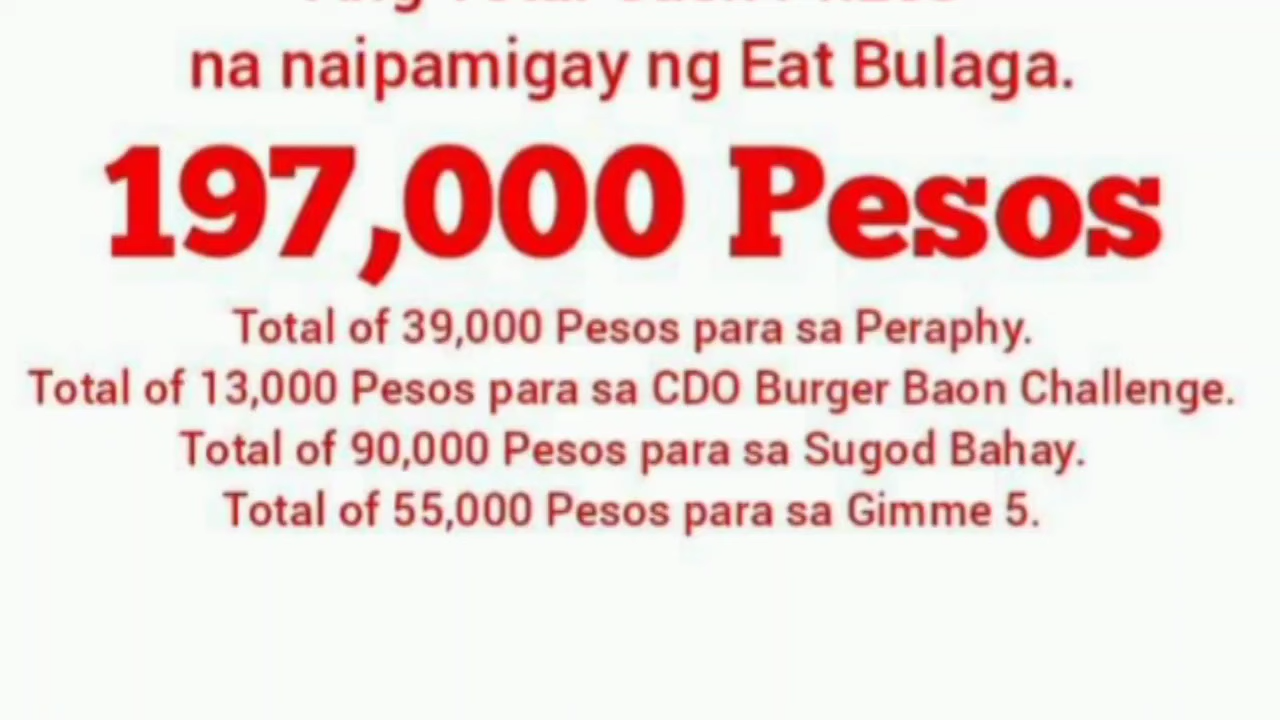 na naipamigay ng Eat Bulaga.
197,000 Pesos
Total of 39,000 Pesos para sa Peraphy.
Total of 13,000 Pesos para sa CDO Burger Baon Challenge.
Total of 90,000 Pesos para sa Sugod Bahay.
Total of 55,000 Pesos para sa Gimme 5.